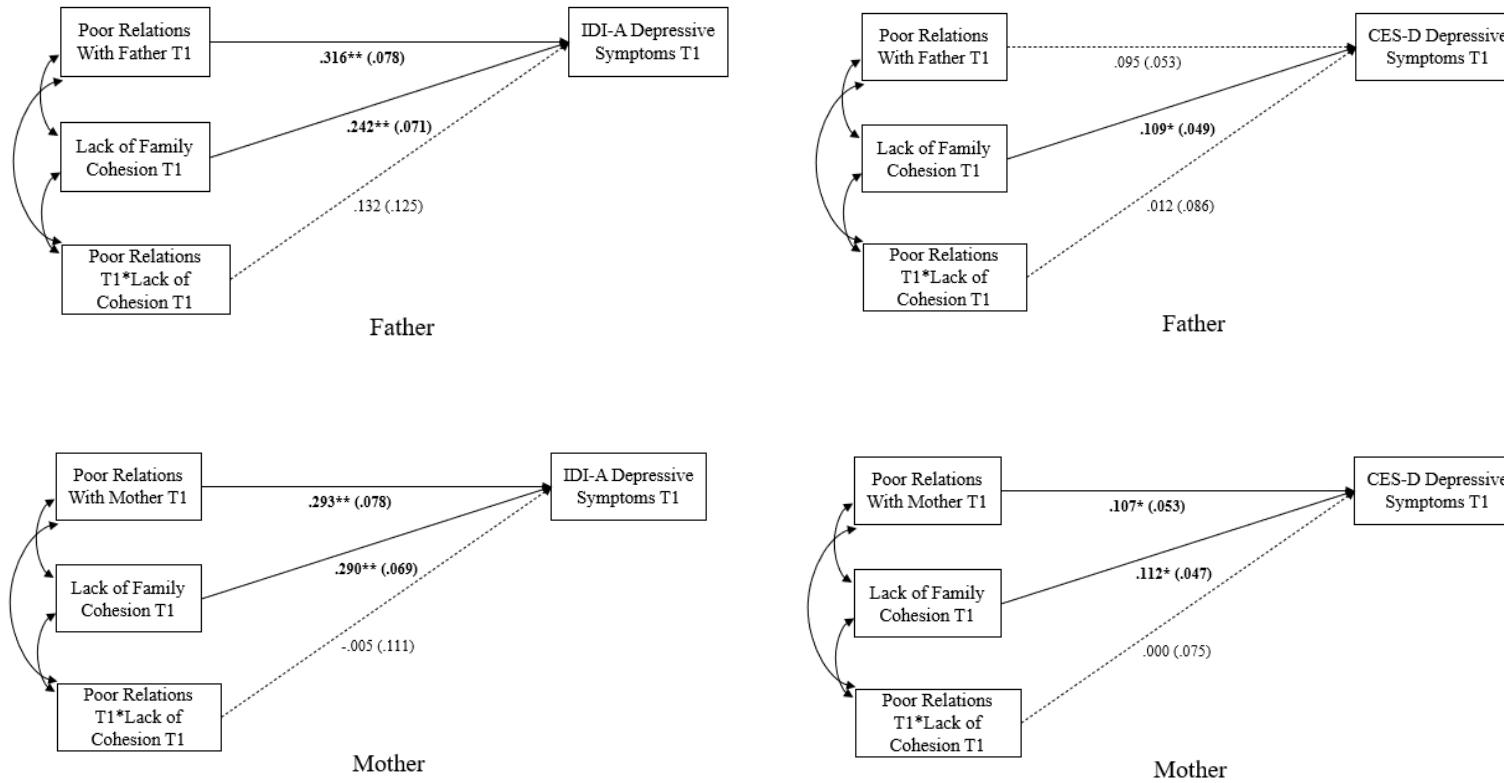 Poor Relations
With Father T1
IDI-A Depressive
Symptoms T1
.316** (.078)
Lack of Family
Cohesion T1
.242** (.071)
.132 (.125)
Poor Relations
T1*Lack of
Cohesion T1
Father
Poor Relations
With Father T1
CES-D Depressive
Symptoms T1
.095 (.053)
Lack of Family
Cohesion T1
.109* (.049)
.012 (.086)
Poor Relations
T1*Lack of
Cohesion T1
Father
Poor Relations
With Mother T1
IDI-A Depressive
Symptoms T1
.293** (.078)
Lack of Family
Cohesion T1
.290** (.069)
-.005 (.111)
Poor Relations
T1*Lack of
Cohesion T1
Mother
Poor Relations
With Mother T1
CES-D Depressive
Symptoms T1
.107* (.053)
Lack of Family
Cohesion T1
.112* (.047)
.000 (.075)
Poor Relations
T1*Lack of
Cohesion T1
Mother